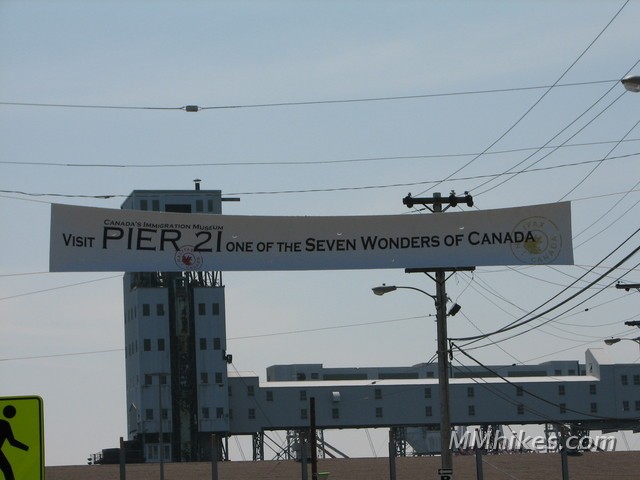 Canada's Immigration Museum
Visit PIER 21 one of the Seven Wonders of Canada
MMhikes.com